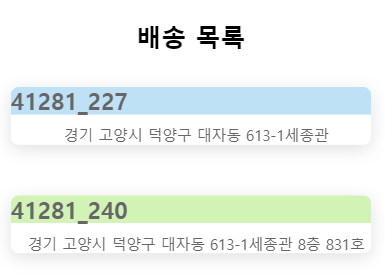 배송 목록
41281_227
경기 고양시 덕양구 대자동 613-1세종관
41281_240
경기 고양시 덕양구 대자동 613-1세종관 8층 831호